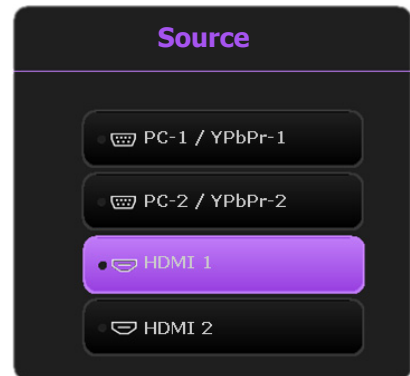 Source
PC-1 / YPbPr-1
PC-2 / YPbPr-2
HDMI 1
HDMI 2